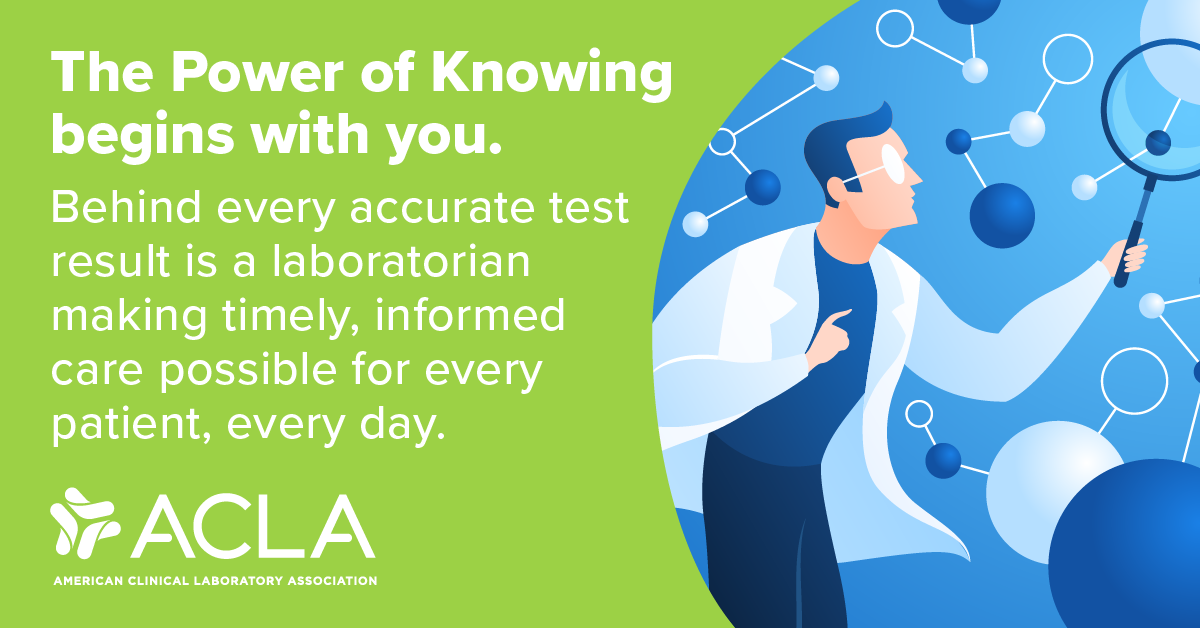 The Power of Knowing
begins with you.
Behind every accurate test
result is a laboratorian
making timely, informed
care possible for every
patient, every day.
ACLA
AMERICAN CLINICAL LABORATORY ASSOCIATION